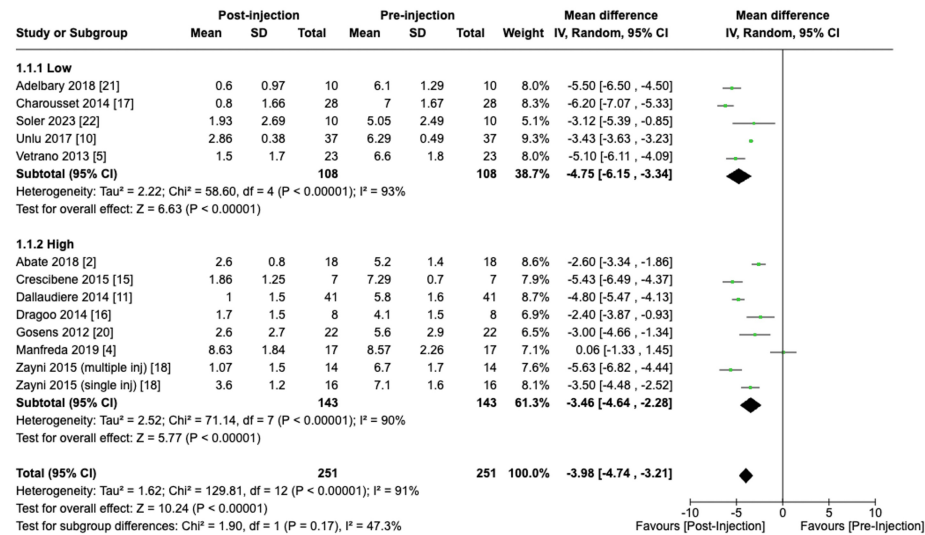 Post-injection Pre-injection Mean difference Mean difference
Study or Subgroup Mean SD Total Mean SD Total Weight IV, Random, 95% CI IV, Random, 95% CI
1.1.1 Low
Adelbary 2018 [21] 0.6 0.97 10 6.1 1.29 10 8.0% -5.50 [-6.50 , -4.50]
Charousset 2014 [17] 0.8 1.66 28 7 1.67 28 8.3% -6.20 [-7.07 , -5.33]
Soler 2023 [22] 1.93 2.69 10 5.05 2.49 10 5.1% -3.12 [-5.39 , -0.85]
Unlu 2017 [10] 2.86 0.38 37 6.29 0.49 37 9.3% -3.43 [-3.63 , -3.23]
Vetrano 2013 [5] 1.5 1.7 23 6.6 1.8 23 8.0% -5.10 [-6.11 , -4.09]
Subtotal (95% CI) 108 108 38.7% -4.75 [-6.15 , -3.34]
Heterogeneity: Tau² = 2.22; Chi² = 58.60, df = 4 (P < 0.00001); I² = 93%
Test for overall effect: Z = 6.63 (P < 0.00001)
1.1.2 High
Abate 2018 [2] 2.6 0.8 18 5.2 1.4 18 8.6% -2.60 [-3.34 , -1.86]
Crescibene 2015 [15] 1.86 1.25 7 7.29 0.7 7 7.9% -5.43 [-6.49 , -4.37]
Dallaudiere 2014 [11] 1 1.5 41 5.8 1.6 41 8.7% -4.80 [-5.47 , -4.13]
Dragoo 2014 [16] 1.7 1.5 8 4.1 1.5 8 6.9% -2.40 [-3.87 , -0.93]
Gosens 2012 [20] 2.6 2.7 22 5.6 2.9 22 6.5% -3.00 [-4.66 , -1.34]
Manfreda 2019 [4] 8.63 1.84 17 8.57 2.26 17 7.1% 0.06 [-1.33 , 1.45]
Zayni 2015 (multiple inj) [18] 1.07 1.5 14 6.7 1.7 14 7.6% -5.63 [-6.82 , -4.44]
Zayni 2015 (single inj) [18] 3.6 1.2 16 7.1 1.6 16 8.1% -3.50 [-4.48 , -2.52]
Subtotal (95% CI) 143 143 61.3% -3.46 [-4.64 , -2.28]
Heterogeneity: Tau² = 2.52; Chi² = 71.14, df = 7 (P < 0.00001); I² = 90%
Test for overall effect: Z = 5.77 (P < 0.00001)
Total (95% CI) 251 251 100.0% -3.98 [-4.74 , -3.21]
Heterogeneity: Tau² = 1.62; Chi² = 129.81, df = 12 (P < 0.00001); I² = 91%
Test for overall effect: Z = 10.24 (P < 0.00001)
Test for subgroup differences: Chi² = 1.90, df = 1 (P = 0.17), I² = 47.3%
-10 -5 0 5 10
Favours [Post-Injection] Favours [Pre-Injection]